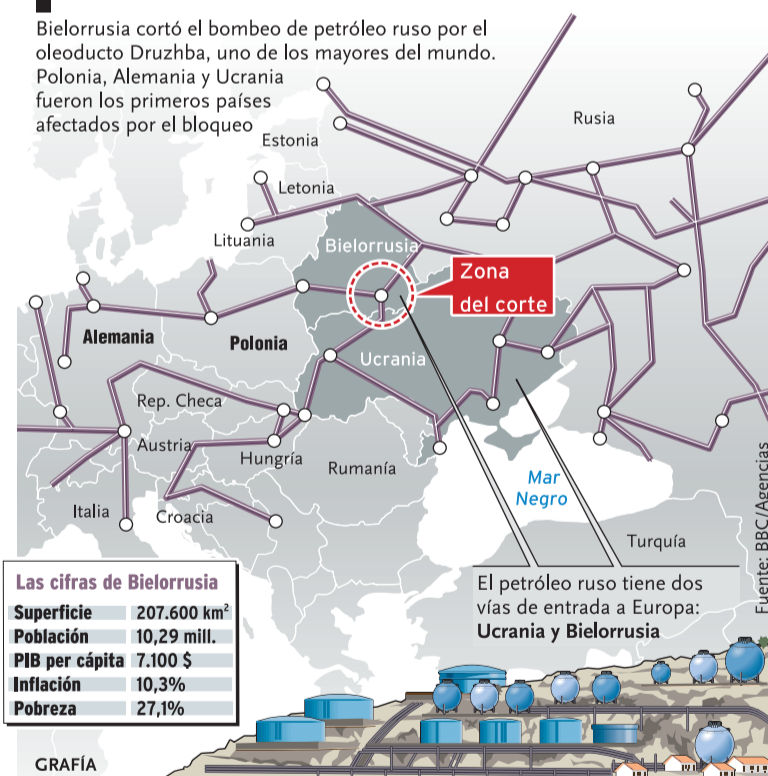 Bielorrusia cortó el bombeo de petróleo ruso por el
oleoducto Druzhba, uno de los mayores del mundo.
Polonia, Alemania y Ucrania
fueron los primeros países
afectados por el bloqueo
Rusia
Estonia
Letonia
Lituania
Bielorrusia
Zona
del corte
Alemania
Polonia
Ucrania
Rep. Checa
Austria
Hungría
Rumanía
Italia
Croacia
Mar
Negro
Turquía
Fuente: BBC/Agencias
El petróleo ruso tiene dos
vías de entrada a Europa:
Ucrania y Bielorrusia
Las cifras de Bielorrusia
Superficie 207.600 km²
Población 10,29 mill.
PIB per cápita 7.100 $
Inflación 10,3%
Pobreza 27,1%
GRAFÍA